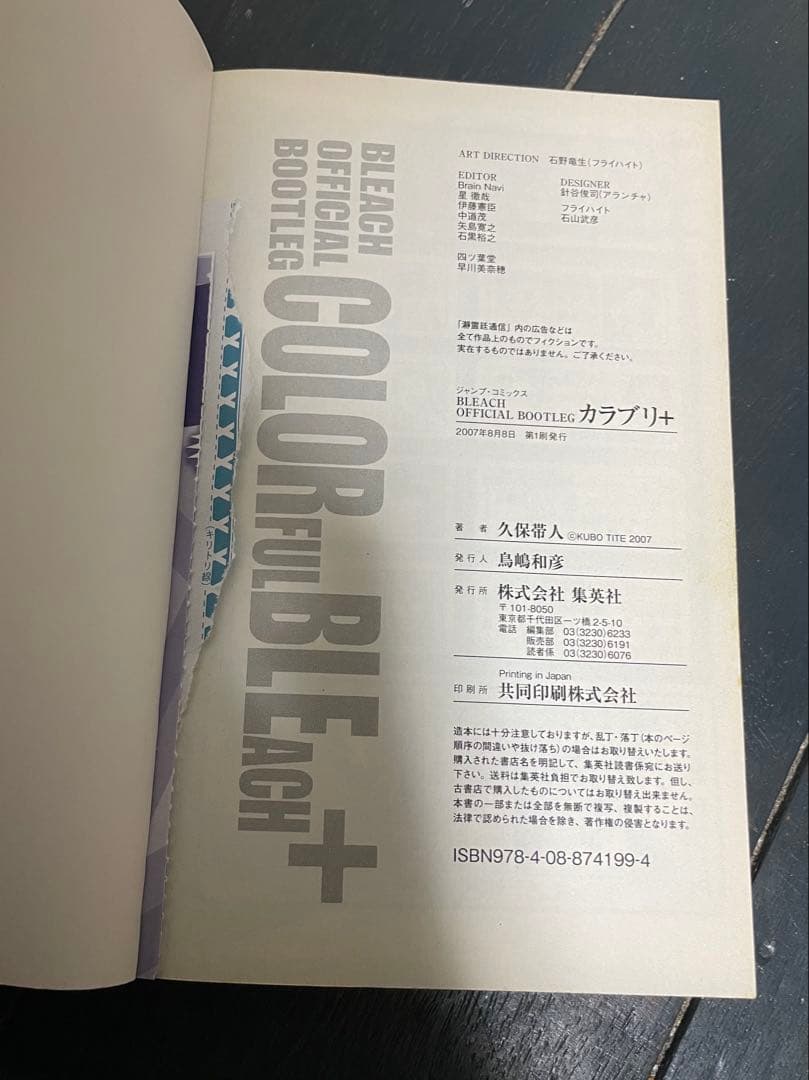 BLEACH
OFFICIAL
BOOTLEG
COLORFUL BLEACH+
(キリトリ線)
ART DIRECTION 石野竜生(フライハイト)
EDITOR
Brain Navi
星 徹哉
伊藤憲臣
中道茂
矢島寛之
石黒裕之
四ツ葉堂
早川美奈穂
DESIGNER
針谷俊司(アランチャ)
フライハイト
石山武彦
「瀞霊廷通信」内の広告などは
全て作品上のものでフィクションです。
実在するものではありません。ご了承ください。
ジャンプ・コミックス
BLEACH
OFFICIAL BOOTLEG カラブリ+
2007年8月8日 第1刷発行
著者 久保帯人 ©KUBO TITE 2007
発行人 鳥嶋和彦
発行所 株式会社 集英社
〒101-8050
東京都千代田区一ツ橋2-5-10
電話 編集部 03(3230)6233
販売部 03(3230)6191
読者係 03(3230)6076
Printing in Japan
印刷所 共同印刷株式会社
造本には十分注意しておりますが、乱丁・落丁(本のページ
順序の間違いや抜け落ち)の場合はお取り替えいたします。
購入された書店名を明記して、集英社読書係宛にお送り
下さい。送料は集英社負担でお取り替え致します。但し、
古書店で購入したものについてはお取り替え出来ません。
本書の一部または全部を無断で複写、複製することは、
法律で認められた場合を除き、著作権の侵害となります。
ISBN978-4-08-874199-4